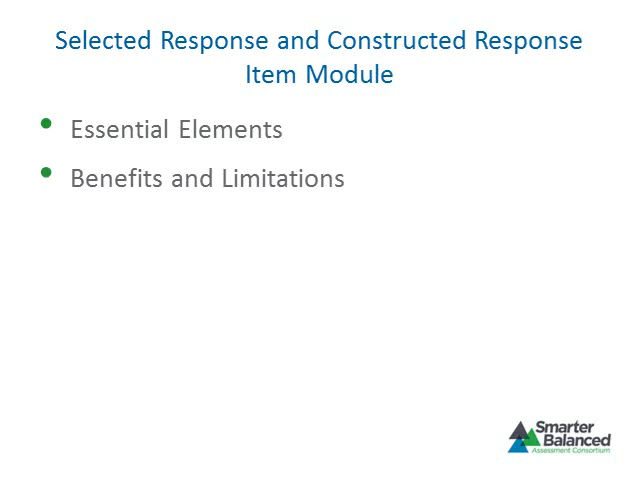 Selected Response and Constructed Response
Item Module
• Essential Elements
• Benefits and Limitations
Smarter
Balanced
Assessment Consortium